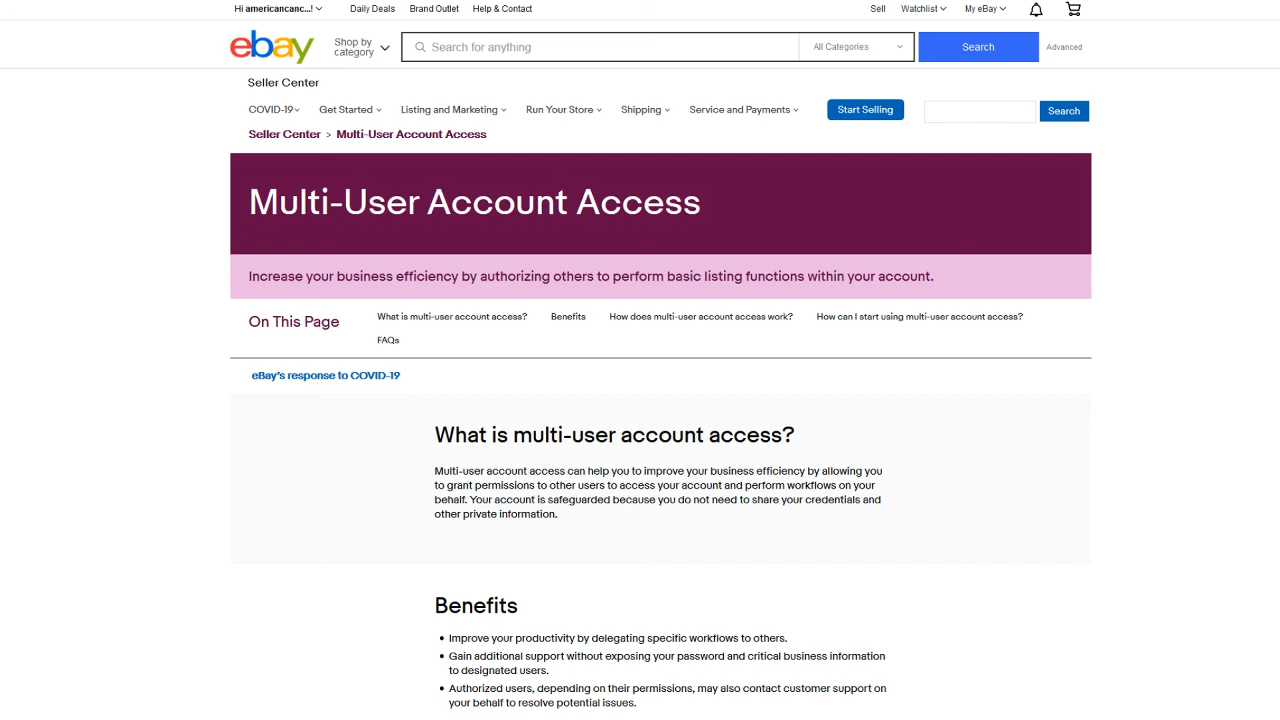 Hi americancanc...! Daily Deals Brand Outlet Help & Contact Sell Watchlist My eBay
ebay Shop by category Search for anything All Categories Search Advanced
Seller Center
COVID-19 Get Started Listing and Marketing Run Your Store Shipping Service and Payments Start Selling Search
Seller Center > Multi-User Account Access
Multi-User Account Access
Increase your business efficiency by authorizing others to perform basic listing functions within your account.
On This Page What is multi-user account access? Benefits How does multi-user account access work? How can I start using multi-user account access?
FAQs
eBay's response to COVID-19
What is multi-user account access?
Multi-user account access can help you to improve your business efficiency by allowing you
to grant permissions to other users to access your account and perform workflows on your
behalf. Your account is safeguarded because you do not need to share your credentials and
other private information.
Benefits
• Improve your productivity by delegating specific workflows to others.
• Gain additional support without exposing your password and critical business information
to designated users.
• Authorized users, depending on their permissions, may also contact customer support on
your behalf to resolve potential issues.